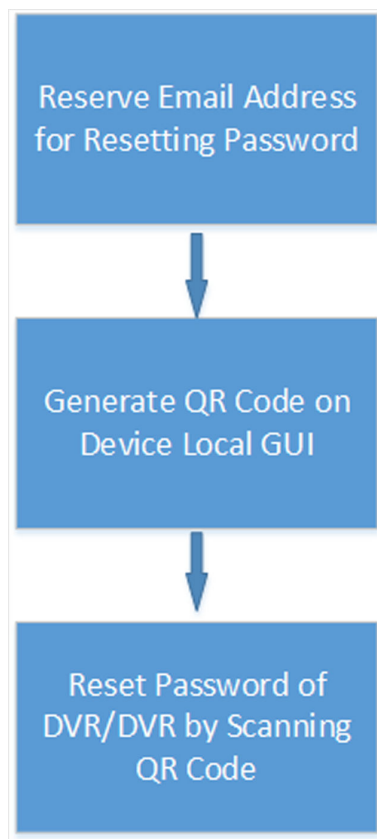 Reserve Email Address
for Resetting Password
Generate QR Code on
Device Local GUI
Reset Password of
DVR/DVR by Scanning
QR Code